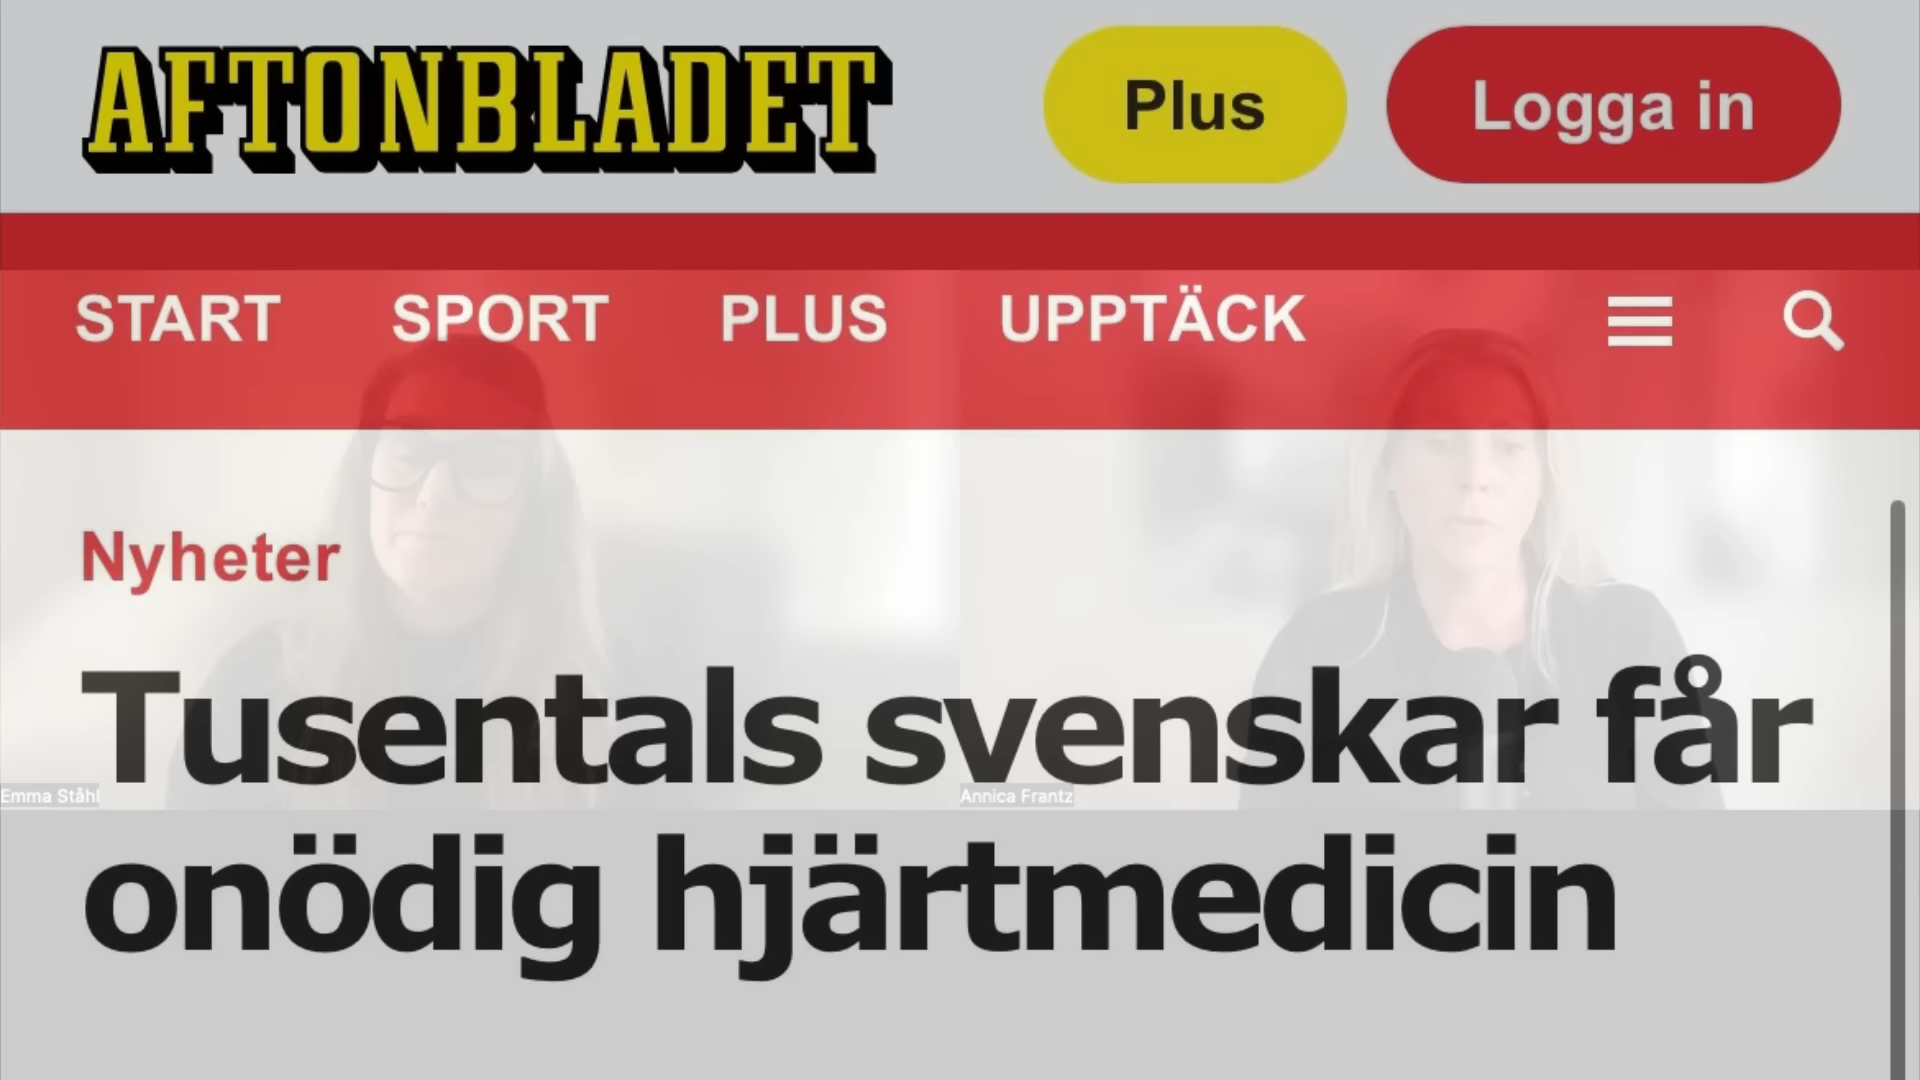 AFTONBLADET
Plus
Logga in
START SPORT PLUS UPPTÄCK
Nyheter
Tusentals svenskar får
Emma Ståhl
Annica Frantz
onödig hjärtmedicin